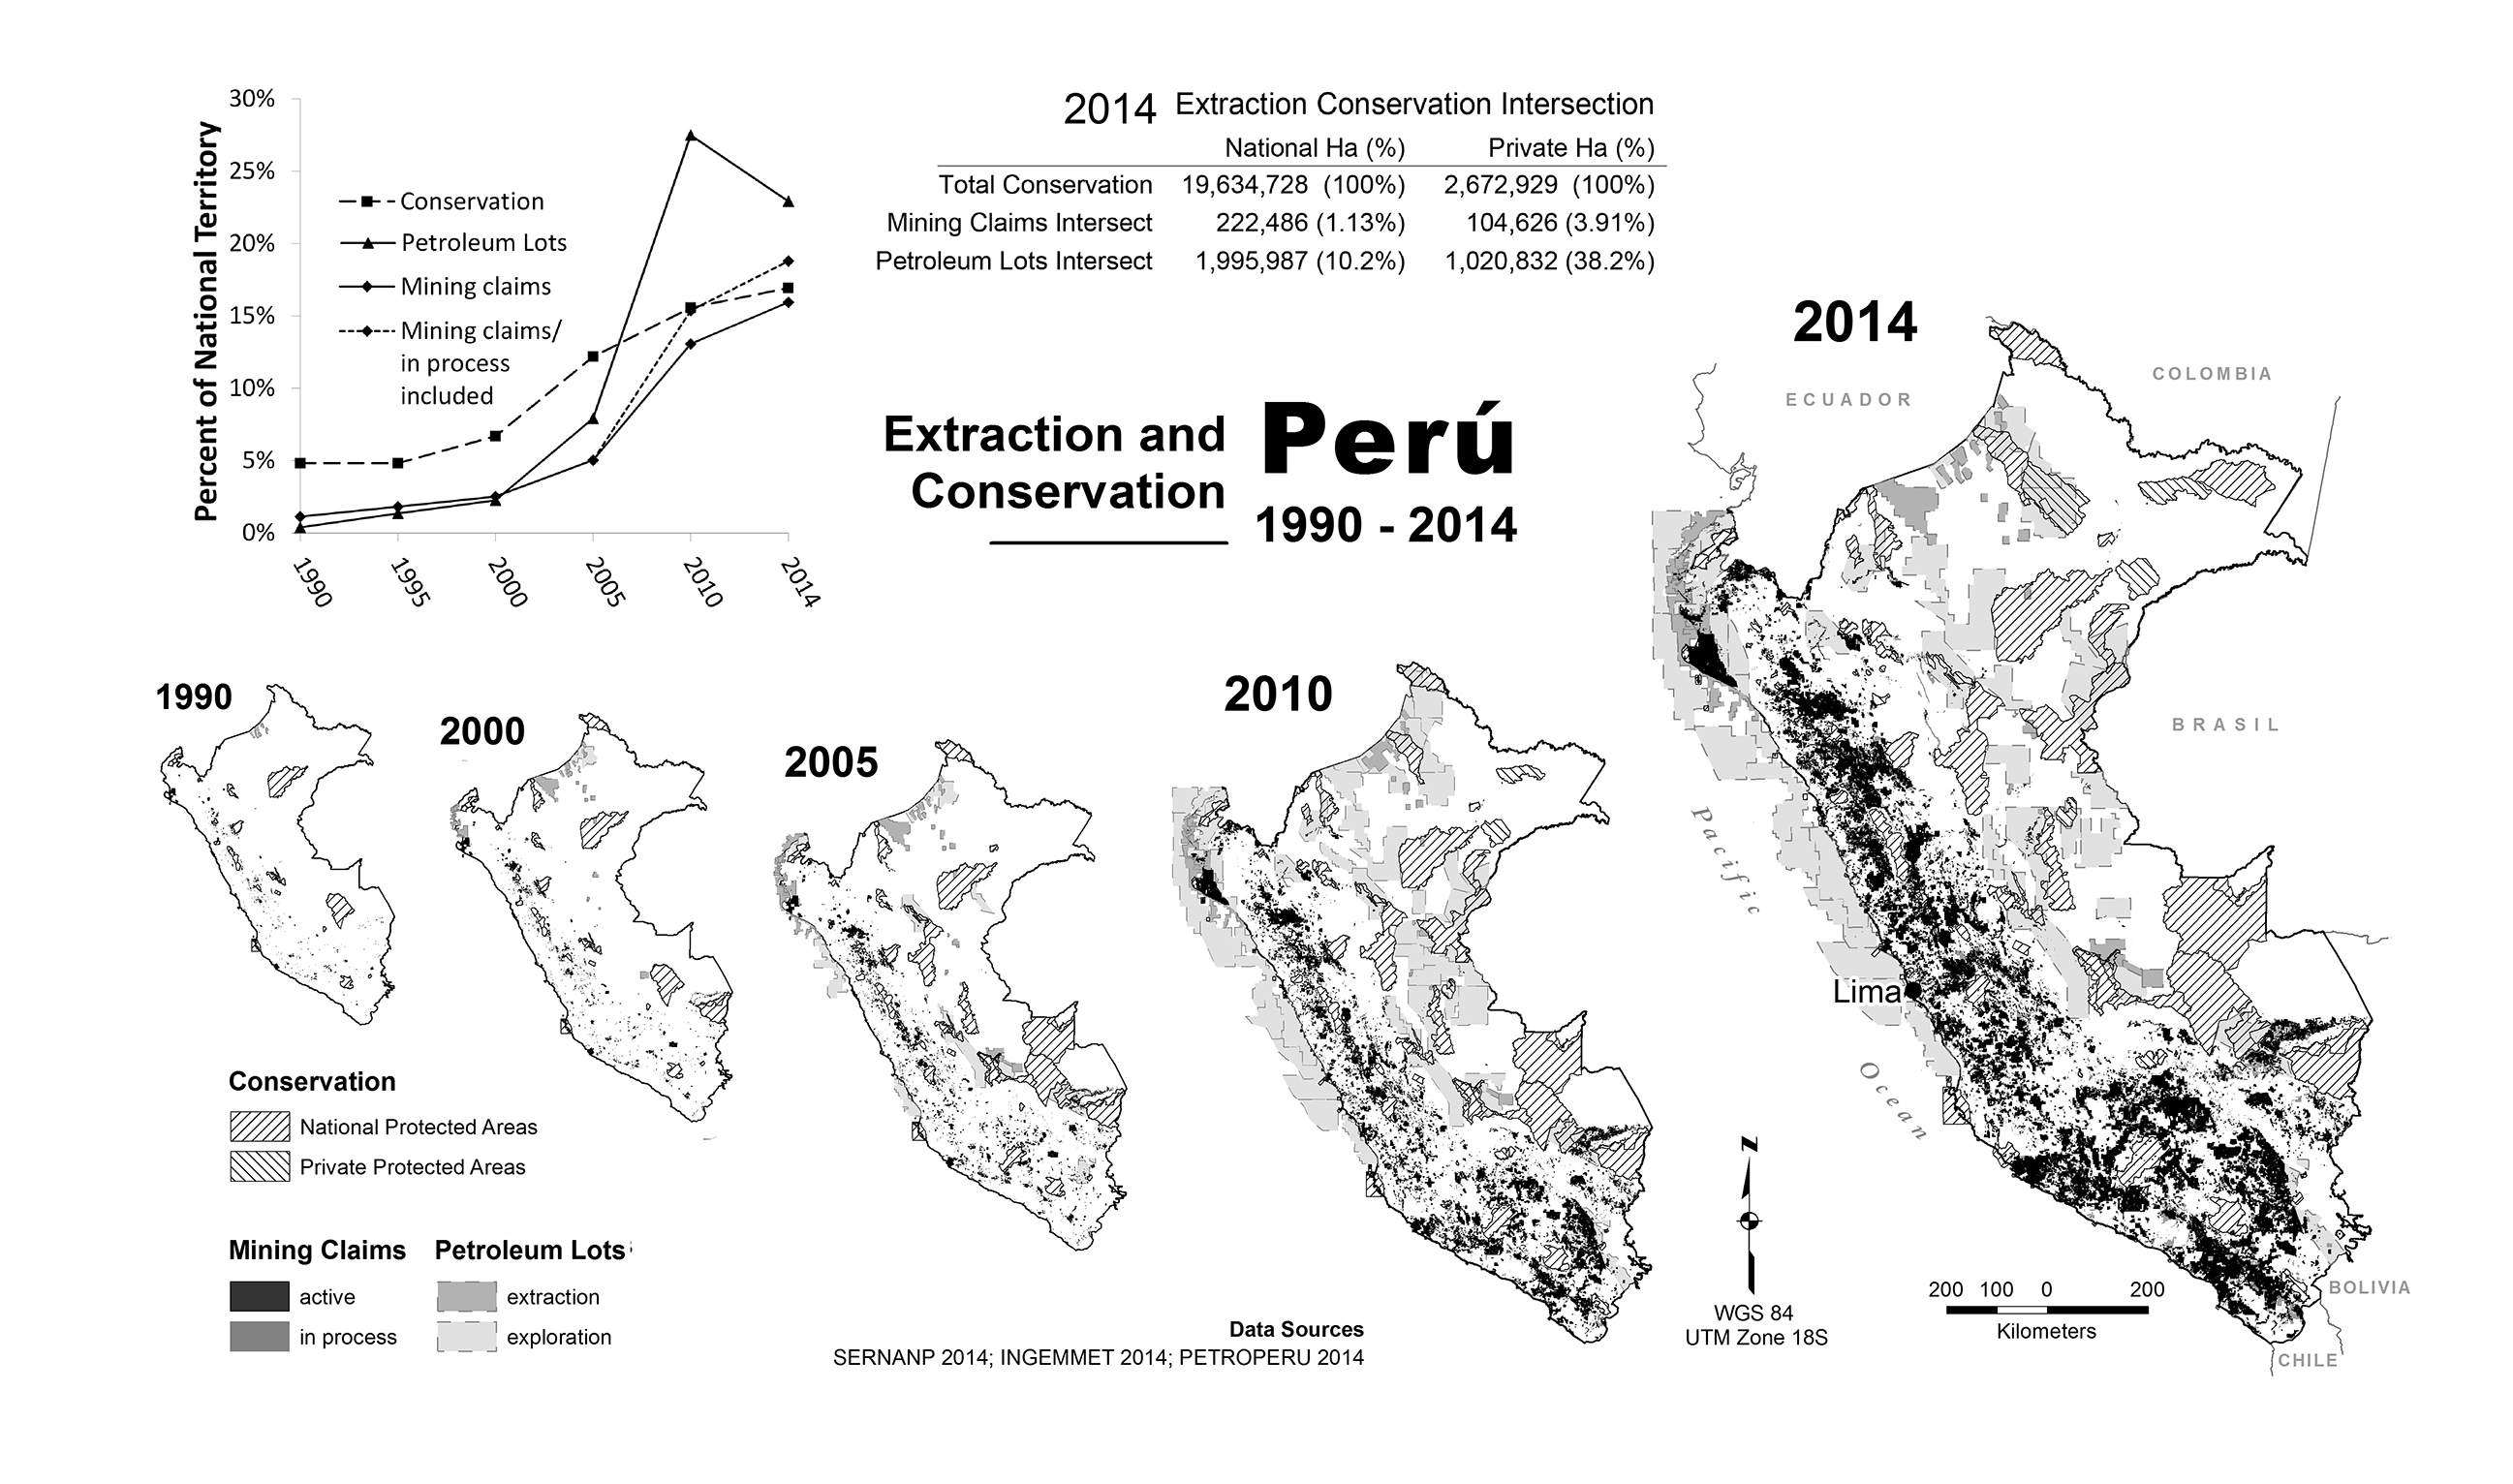 30%
25%
20%
15%
10%
5%
0%
Percent of National Territory
Conservation
Petroleum Lots
Mining claims
Mining claims/
in process
included
1990
1995
2000
2005
2010
2014
2014 Extraction Conservation Intersection
National Ha (%) Private Ha (%)
Total Conservation 19,634,728 (100%) 2,672,929 (100%)
Mining Claims Intersect 222,486 (1.13%) 104,626 (3.91%)
Petroleum Lots Intersect 1,995,987 (10.2%) 1,020,832 (38.2%)
Extraction and
Conservation
Perú
1990 - 2014
1990
2000
2005
2010
2014
COLOMBIA
ECUADOR
BRASIL
Pacific
Ocean
Lima
BOLIVIA
CHILE
Conservation
National Protected Areas
Private Protected Areas
Mining Claims
active
in process
Petroleum Lots
extraction
exploration
Data Sources
SERNANP 2014; INGEMMET 2014; PETROPERU 2014
N
WGS 84
UTM Zone 18S
200 100 0 200
Kilometers